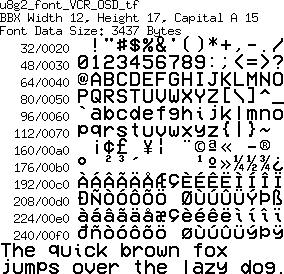 u8g2_font_VCR_OSD_tf
BBX Width 12, Height 17, Capital A 15
Font Data Size: 3437 Bytes
32/0020 ! " # $ % & ' ( ) * + , - . /
48/0030 0123456789:;<=>?
64/0040 @ABCDEFGHIJKLMNO
80/0050 PQRSTUVWXYZ[\]^_
96/0060 `abcdefghijklmno
112/0070 pqrstuvwxyz{|}~
160/00a0 ¡¢£ ¥¦ ¨©ª«¬ ®
176/00b0 ° ²³´ ¹º»¼½¾¿
192/00c0 ÀÁÂÃÄÅÆÇÈÉÊËÌÍÎÏ
208/00d0 ÐÑÒÓÔÕÖ ØÙÚÛÜÝÞß
224/00e0 àáâãäåæçèéêëìíîï
240/00f0 ðñòóôõö øùúûüýþÿ
The quick brown fox
jumps over the lazy dog.